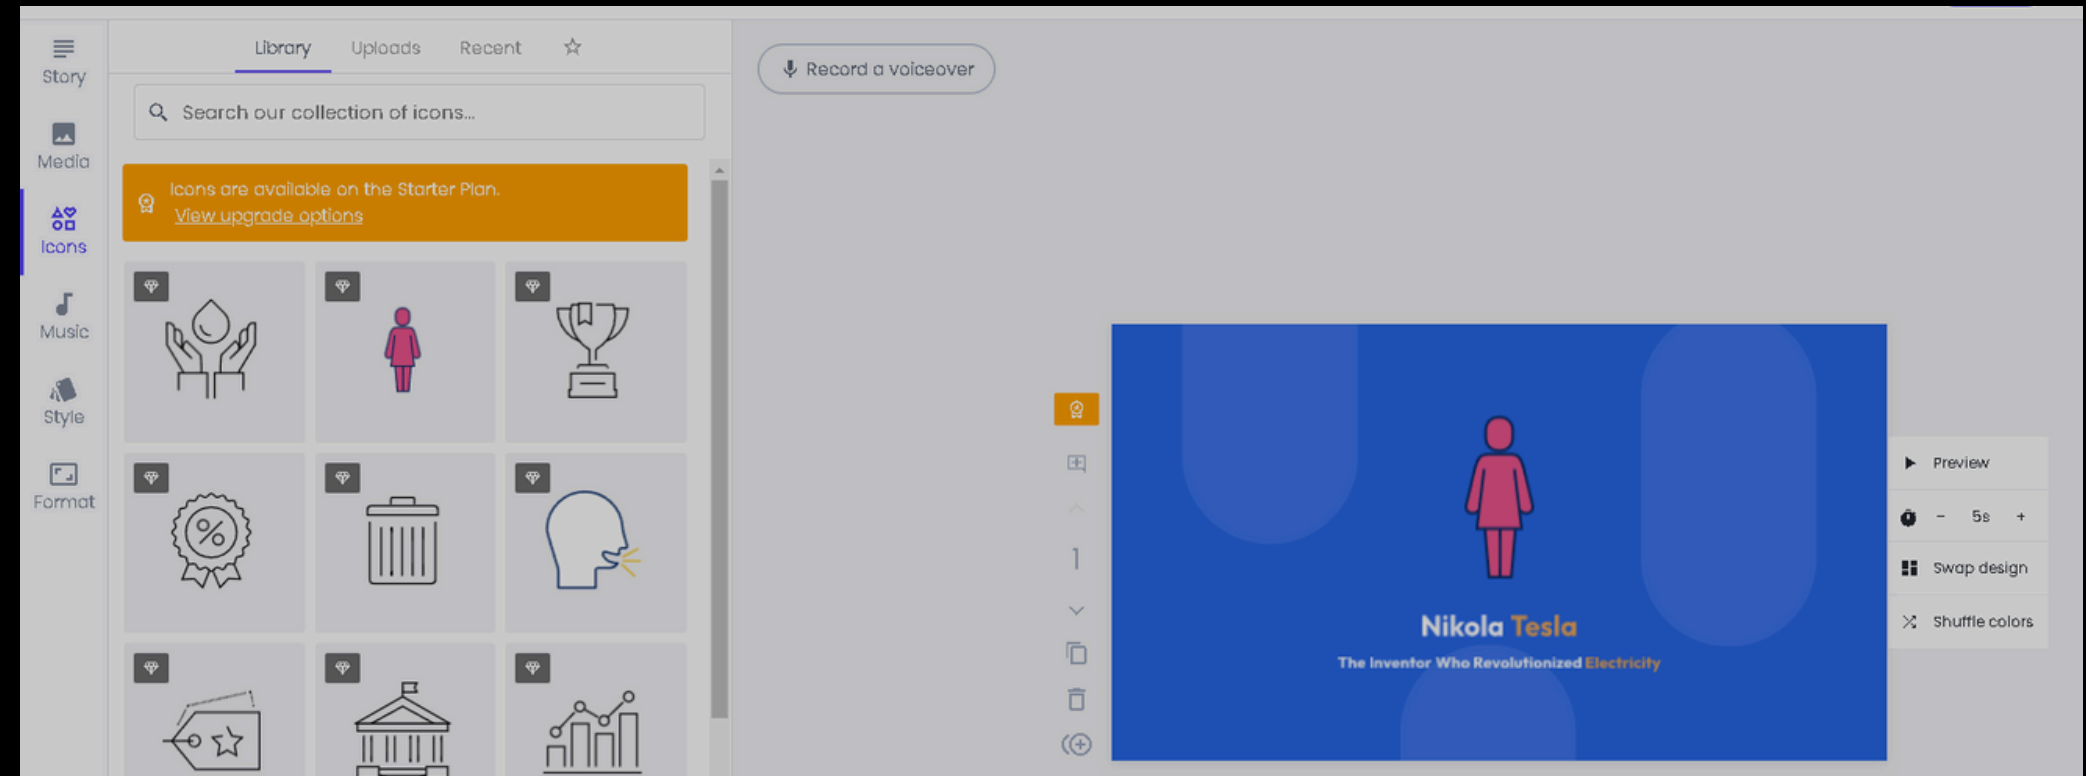 Story
Media
Icons
Music
Style
Format
Library Uploads Recent
Search our collection of icons...
Icons are available on the Starter Plan.
View upgrade options
%
Record a voiceover
1
Nikola Tesla
The Inventor Who Revolutionized Electricity
Preview
- 5s +
Swap design
Shuffle colors